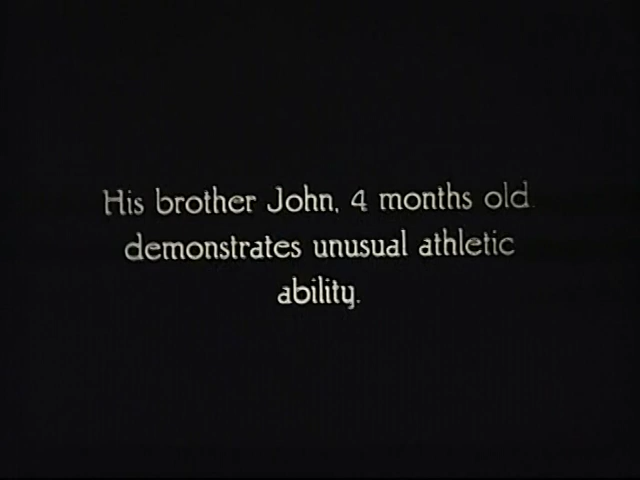 His brother John, 4 months old
demonstrates unusual athletic
ability.